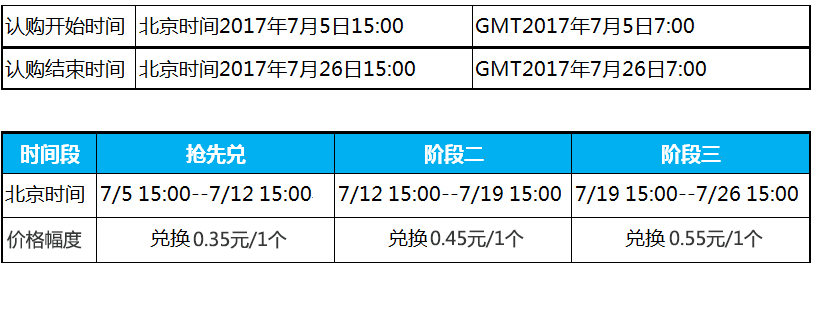 认购开始时间 北京时间2017年7月5日15:00 GMT2017年7月5日7:00
认购结束时间 北京时间2017年7月26日15:00 GMT2017年7月26日7:00
时间段 抢先兑 阶段二 阶段三
北京时间 7/5 15:00--7/12 15:00 7/12 15:00--7/19 15:00 7/19 15:00--7/26 15:00
价格幅度 兑换0.35元/1个 兑换0.45元/1个 兑换0.55元/1个